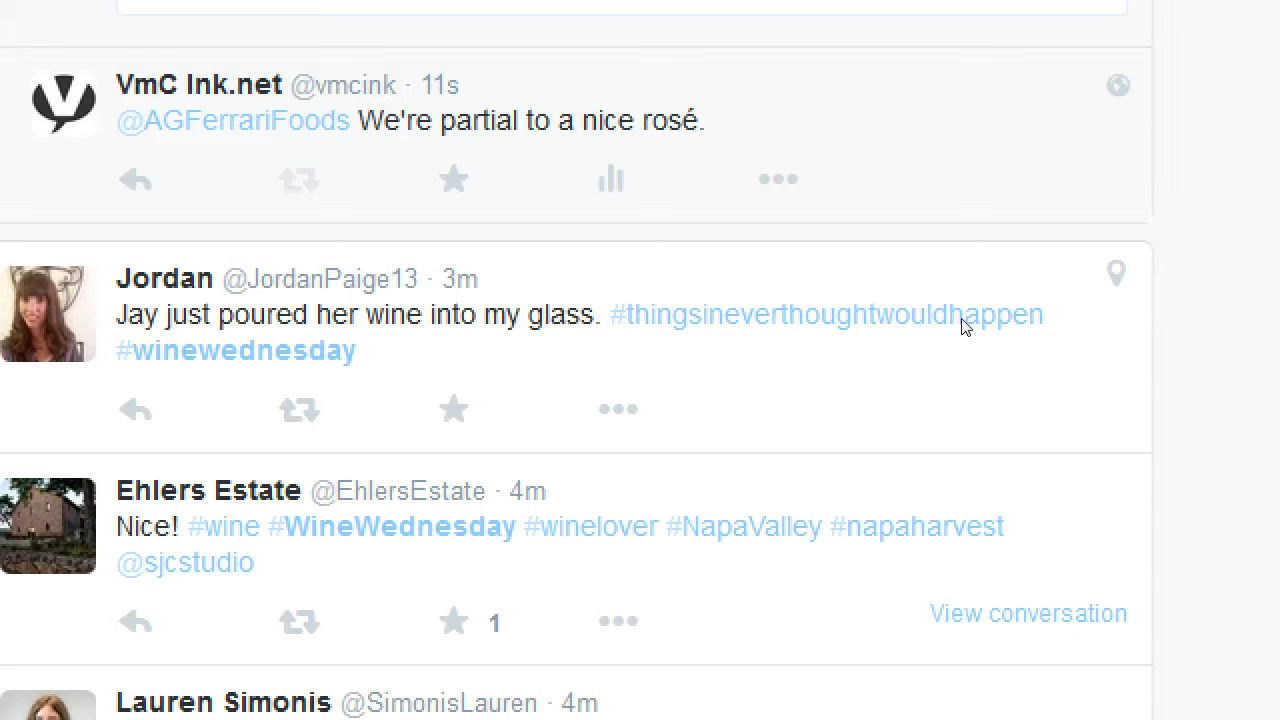 VmC Ink.net @vmcink · 11s
@AGFerrariFoods We're partial to a nice rosé.
Jordan @JordanPaige13 · 3m
Jay just poured her wine into my glass. #thingsineverthoughtwouldhappen
#winewednesday
Ehlers Estate @EhlersEstate · 4m
Nice! #wine #WineWednesday #winelover #NapaValley #napaharvest
@sjcstudio
1
View conversation
Lauren Simonis @SimonisLauren · 4m